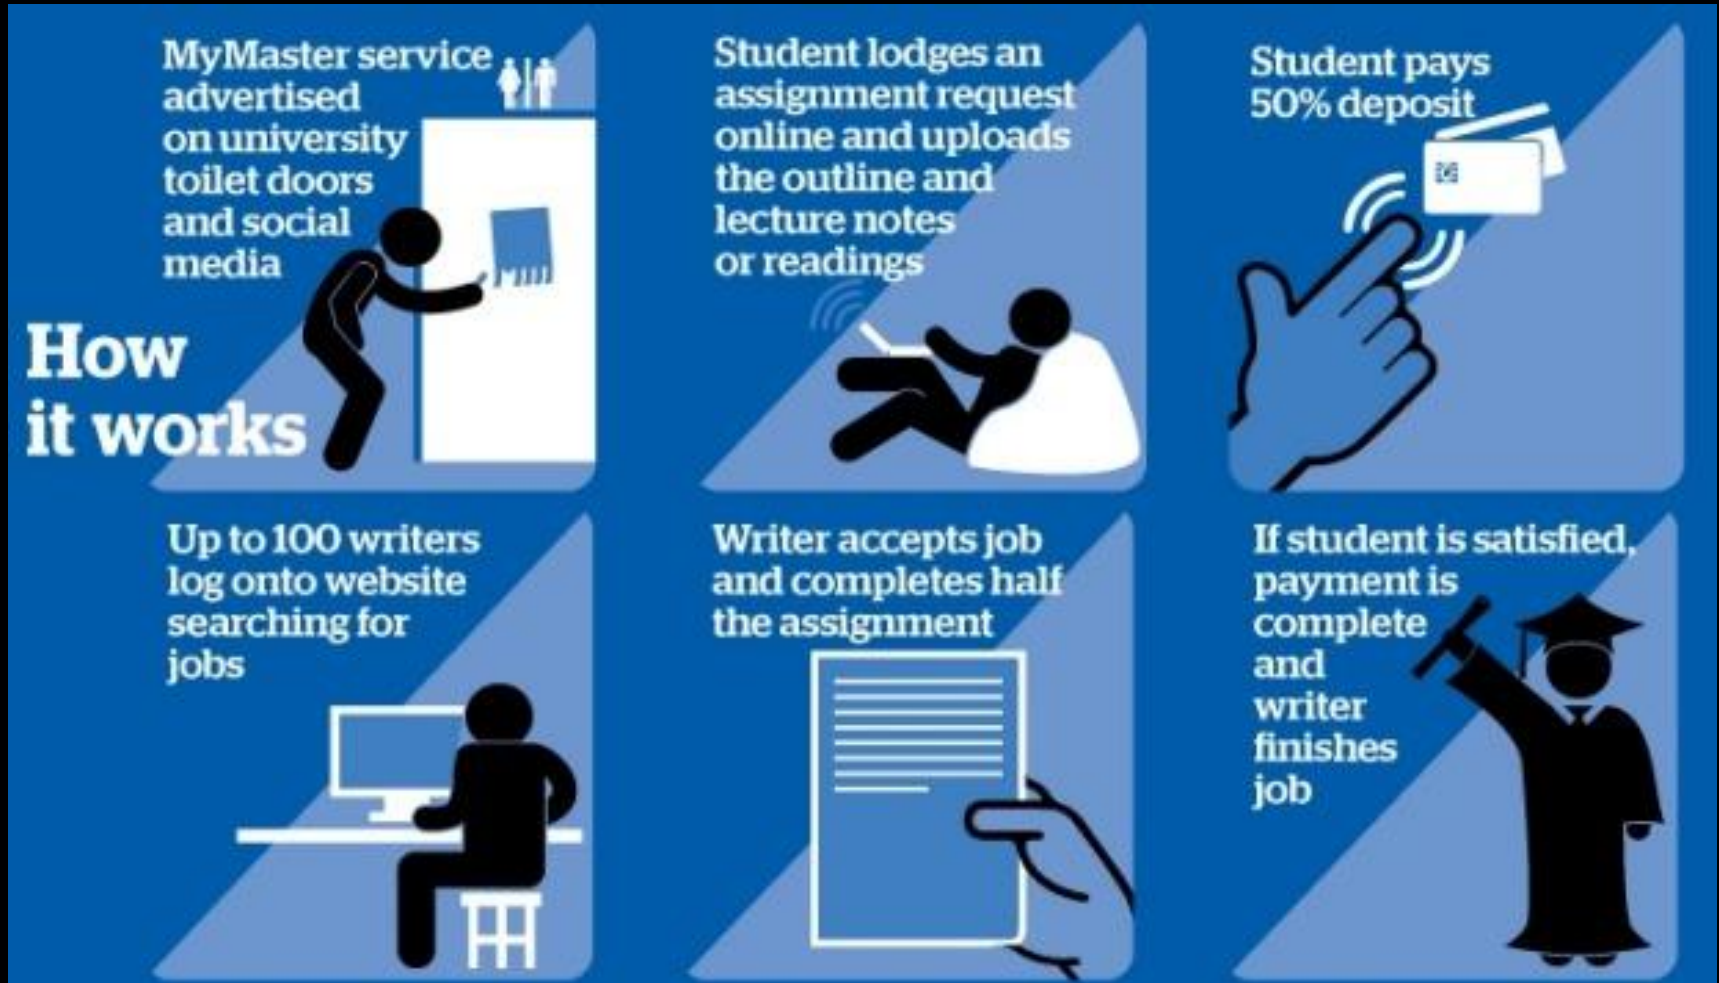 MyMaster service
advertised
on university
toilet doors
and social
media
How
it works
Student lodges an
assignment request
online and uploads
the outline and
lecture notes
or readings
Student pays
50% deposit
Up to 100 writers
log onto website
searching for
jobs
Writer accepts job
and completes half
the assignment
If student is satisfied,
payment is
complete
and
writer
finishes
job